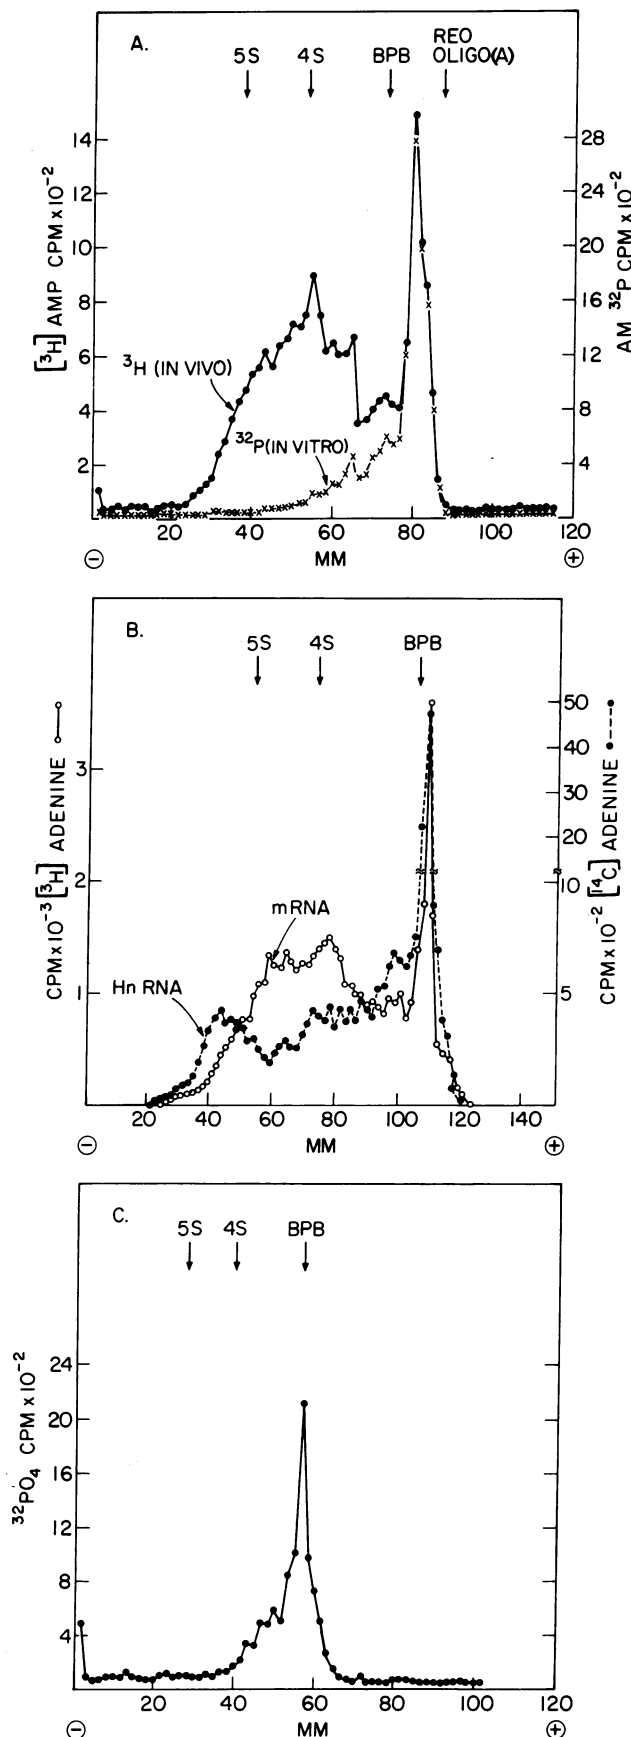 A.
5S 4S BPB REO OLIGO(A)
[³H] AMP CPM x 10⁻²
14
12
10
8
6
4
2
AM ³²P CPM x 10⁻²
28
24
20
16
12
8
4
³H (IN VIVO)
³²P (IN VITRO)
20 40 60 80 100 120
⊖ MM ⊕
B.
5S 4S BPB
CPM x 10⁻³ [³H] ADENINE
3
2
1
CPM x 10⁻² [¹⁴C] ADENINE
50
40
30
20
10
5
mRNA
Hn RNA
20 40 60 80 100 120 140
⊖ MM ⊕
C.
5S 4S BPB
³²PO₄ CPM x 10⁻²
24
20
16
12
8
4
20 40 60 80 100 120
⊖ MM ⊕